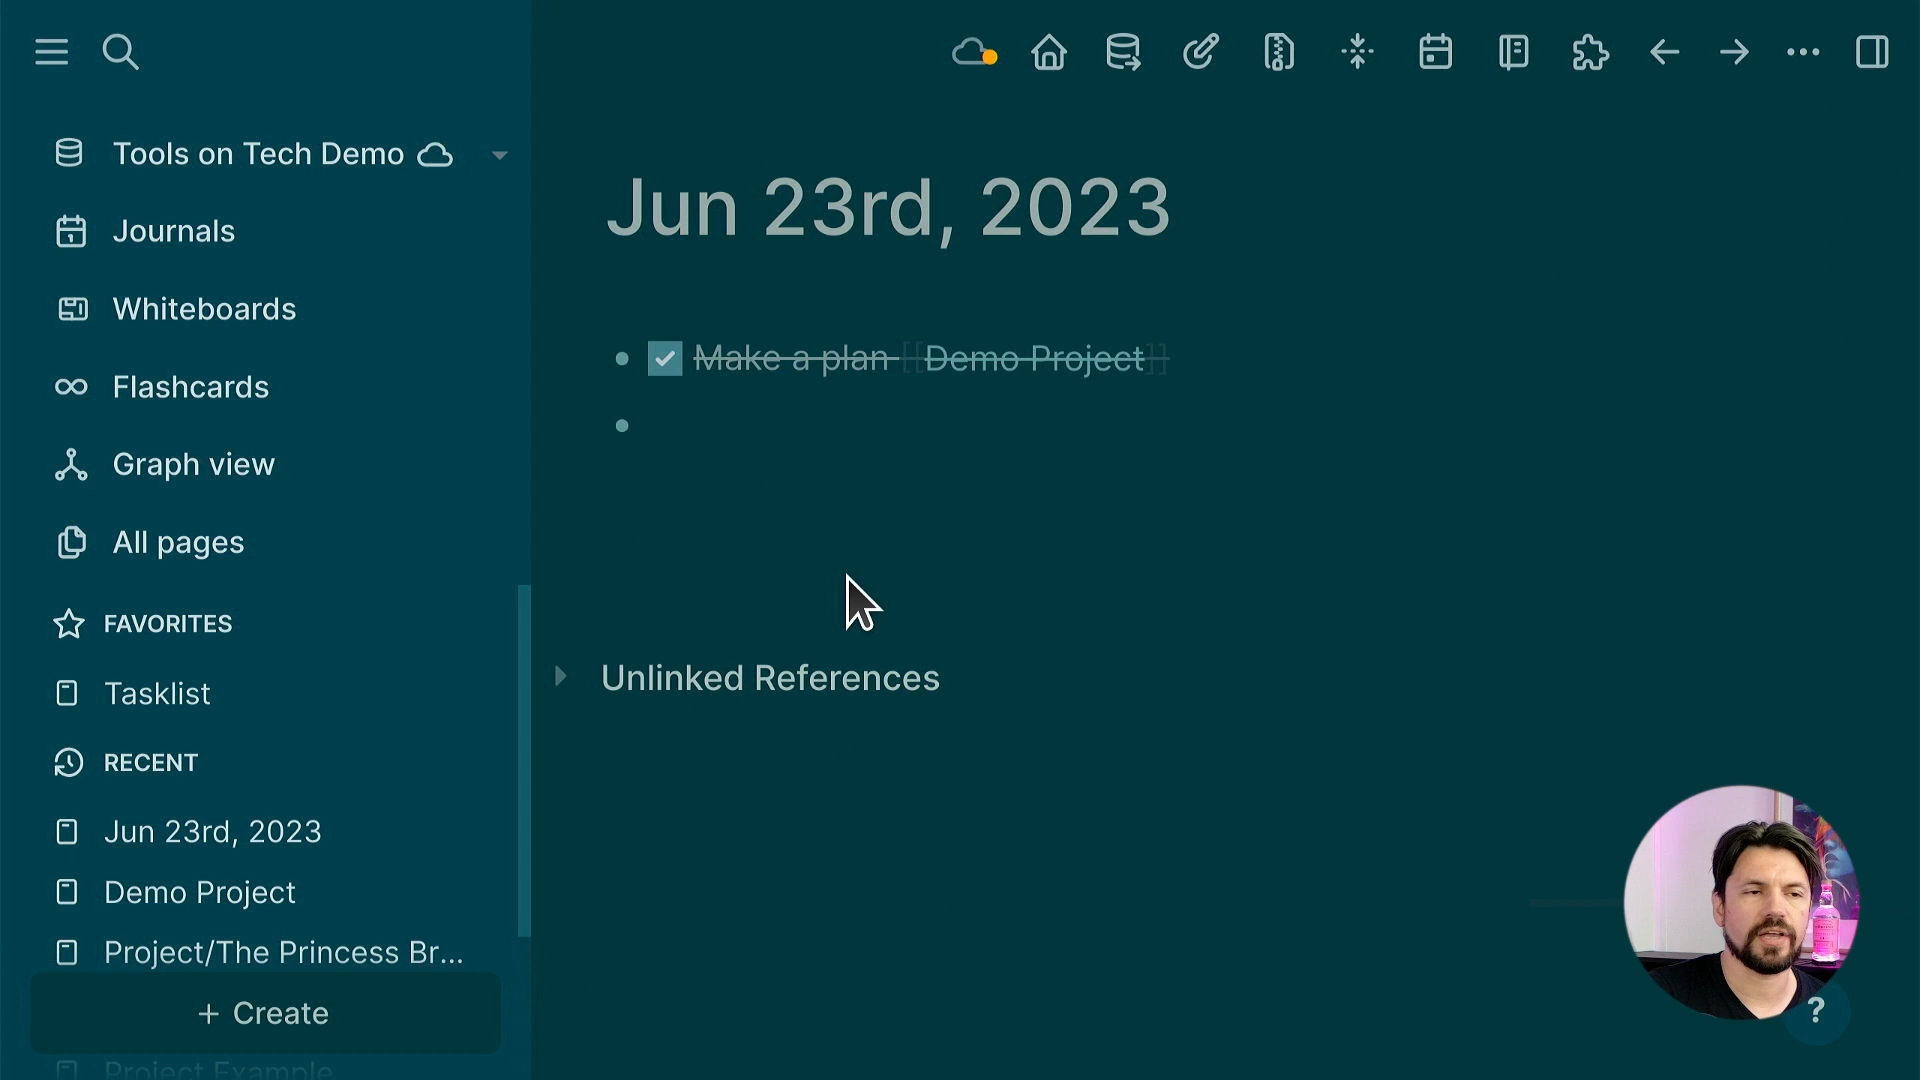 Tools on Tech Demo
Journals
Whiteboards
Flashcards
Graph view
All pages
FAVORITES
Tasklist
RECENT
Jun 23rd, 2023
Demo Project
Project/The Princess Br...
+ Create
Project Example
Jun 23rd, 2023
Make a plan [[Demo Project]]
Unlinked References
?